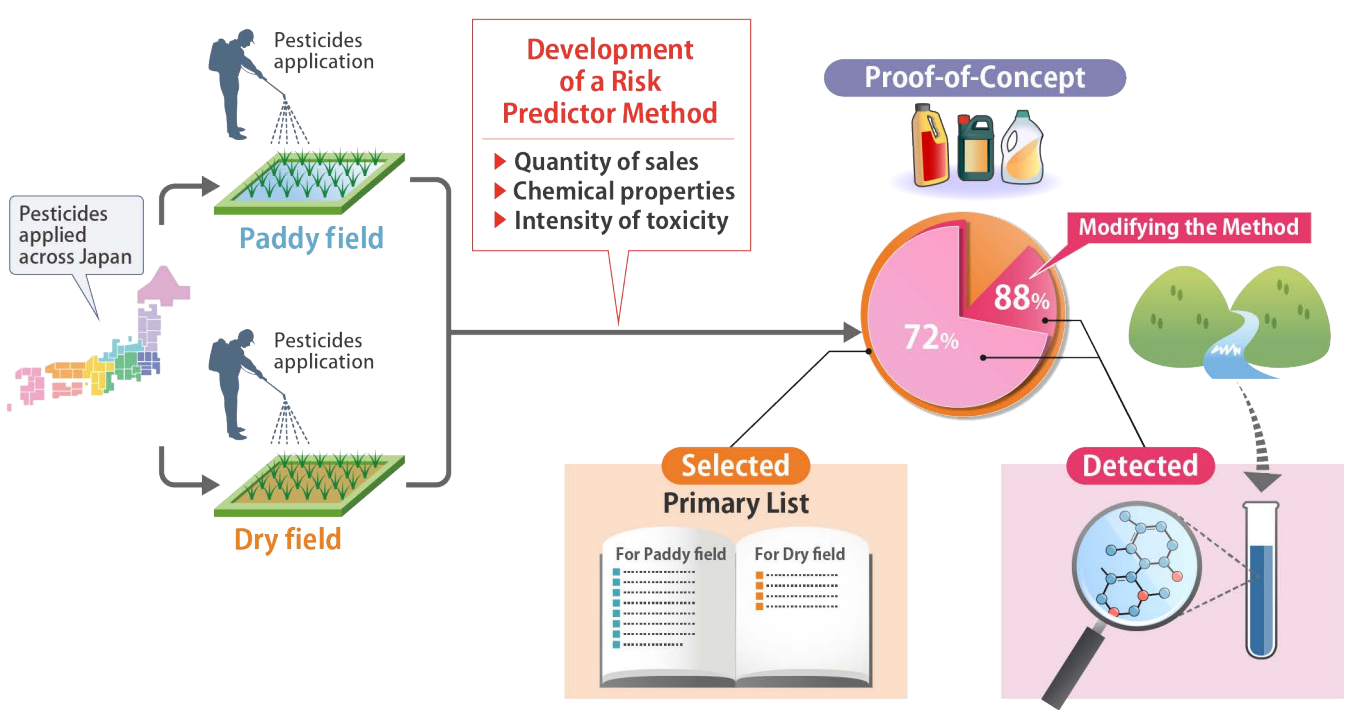 Pesticides
application
Development
of a Risk
Predictor Method
Quantity of sales
Chemical properties
Intensity of toxicity
Proof-of-Concept
Pesticides
applied
across Japan
Paddy field
Modifying the Method
88%
72%
Pesticides
application
Dry field
Selected
Primary List
For Paddy field
For Dry field
Detected